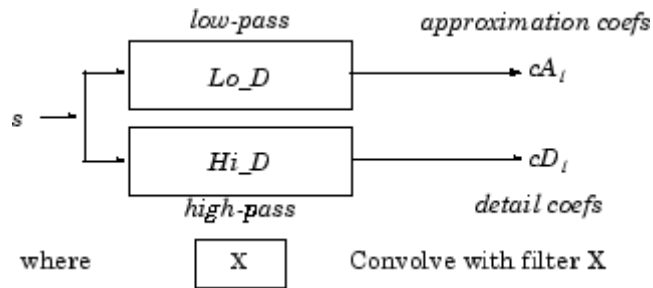 low-pass
approximation coefs
Lo_D
cA₁
s
Hi_D
cD₁
high-pass
detail coefs
where
X
Convolve with filter X